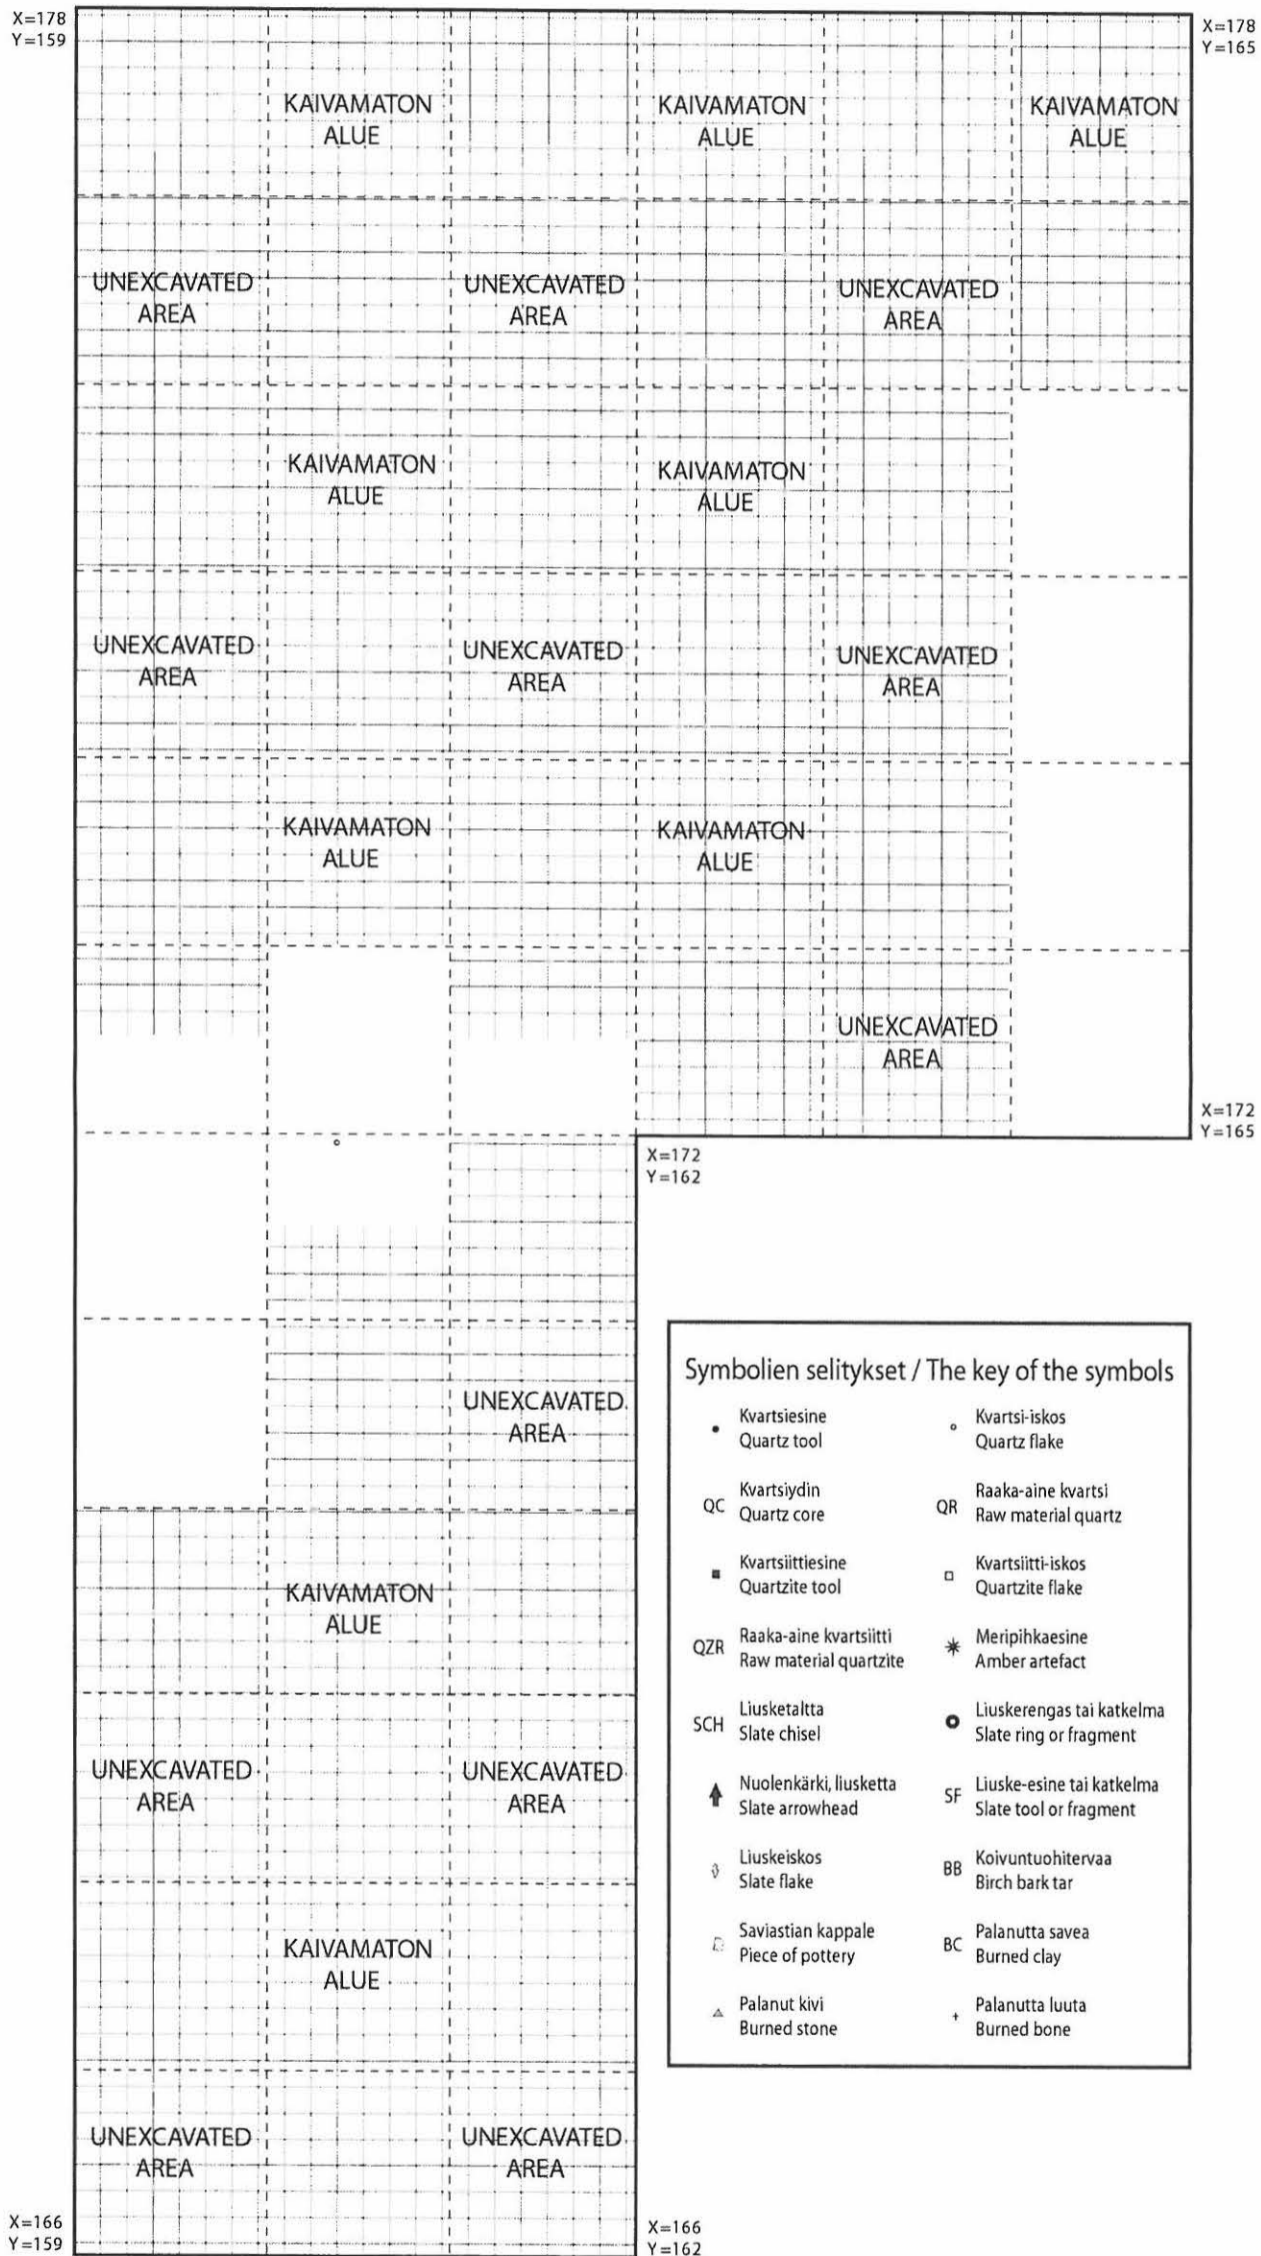 X=178
Y=159
X=178
Y=165
KAIVAMATON
ALUE
KAIVAMATON
ALUE
KAIVAMATON
ALUE
UNEXCAVATED
AREA
UNEXCAVATED
AREA
UNEXCAVATED
AREA
KAIVAMATON
ALUE
KAIVAMATON
ALUE
UNEXCAVATED
AREA
UNEXCAVATED
AREA
UNEXCAVATED
AREA
KAIVAMATON
ALUE
KAIVAMATON
ALUE
UNEXCAVATED
AREA
X=172
Y=165
X=172
Y=162
UNEXCAVATED
AREA
KAIVAMATON
ALUE
UNEXCAVATED
AREA
UNEXCAVATED
AREA
KAIVAMATON
ALUE
UNEXCAVATED
AREA
UNEXCAVATED
AREA
X=166
Y=159
X=166
Y=162
Symbolien selitykset / The key of the symbols
Kvartsiesine
Quartz tool
Kvartsi-iskos
Quartz flake
QC Kvartsiydin
Quartz core
QR Raaka-aine kvartsi
Raw material quartz
Kvartsiittiesine
Quartzite tool
Kvartsiitti-iskos
Quartzite flake
QZR Raaka-aine kvartsiitti
Raw material quartzite
Meripihkaesine
Amber artefact
SCH Liusketaltta
Slate chisel
Liuskerengas tai katkelma
Slate ring or fragment
Nuolenkärki, liusketta
Slate arrowhead
SF Liuske-esine tai katkelma
Slate tool or fragment
Liuskeiskos
Slate flake
BB Koivuntuohitervaa
Birch bark tar
Saviastian kappale
Piece of pottery
BC Palanutta savea
Burned clay
Palanut kivi
Burned stone
Palanutta luuta
Burned bone